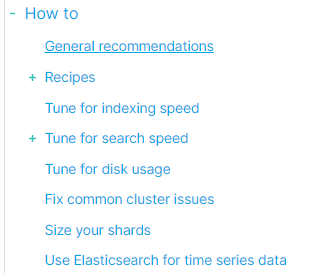 - How to
General recommendations
+ Recipes
Tune for indexing speed
+ Tune for search speed
Tune for disk usage
Fix common cluster issues
Size your shards
Use Elasticsearch for time series data